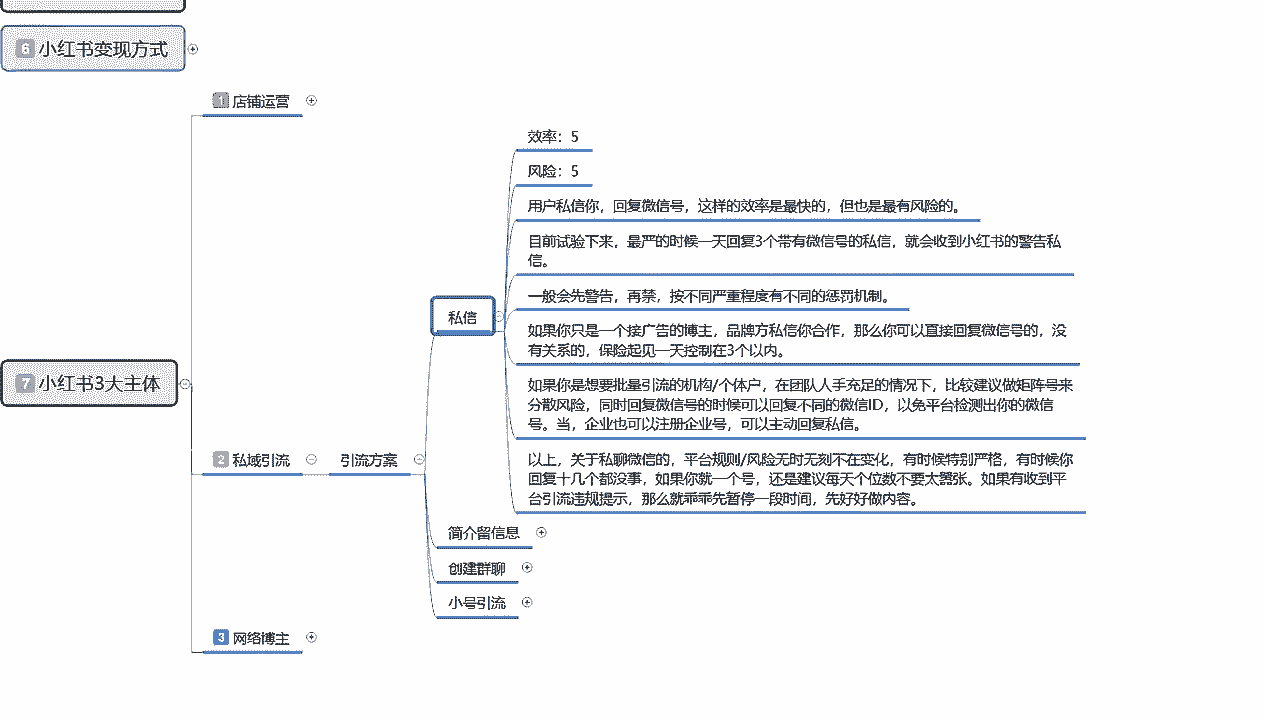 6 小红书变现方式
1 店铺运营
效率：5
风险：5
用户私信你，回复微信号，这样的效率是最快的，但也是最有风险的。
目前试验下来，最严的时候一天回复3个带有微信号的私信，就会收到小红书的警告私
信。
一般会先警告，再禁，按不同严重程度有不同的惩罚机制。
私信
如果你只是一个接广告的博主，品牌方私信你合作，那么你可以直接回复微信号的，没
有关系的，保险起见一天控制在3个以内。
7 小红书3大主体
如果你是想要批量引流的机构/个体户，在团队人手充足的情况下，比较建议做矩阵号来
分散风险，同时回复微信号的时候可以回复不同的微信ID，以免平台检测出你的微信
号。当，企业也可以注册企业号，可以主动回复私信。
2 私域引流
引流方案
以上，关于私聊微信的，平台规则/风险无时无刻不在变化，有时候特别严格，有时候你
回复十几个都没事，如果你就一个号，还是建议每天个位数不要太嚣张。如果有收到平
台引流违规提示，那么就乖乖先暂停一段时间，先好好做内容。
简介留信息
创建群聊
小号引流
3 网络博主